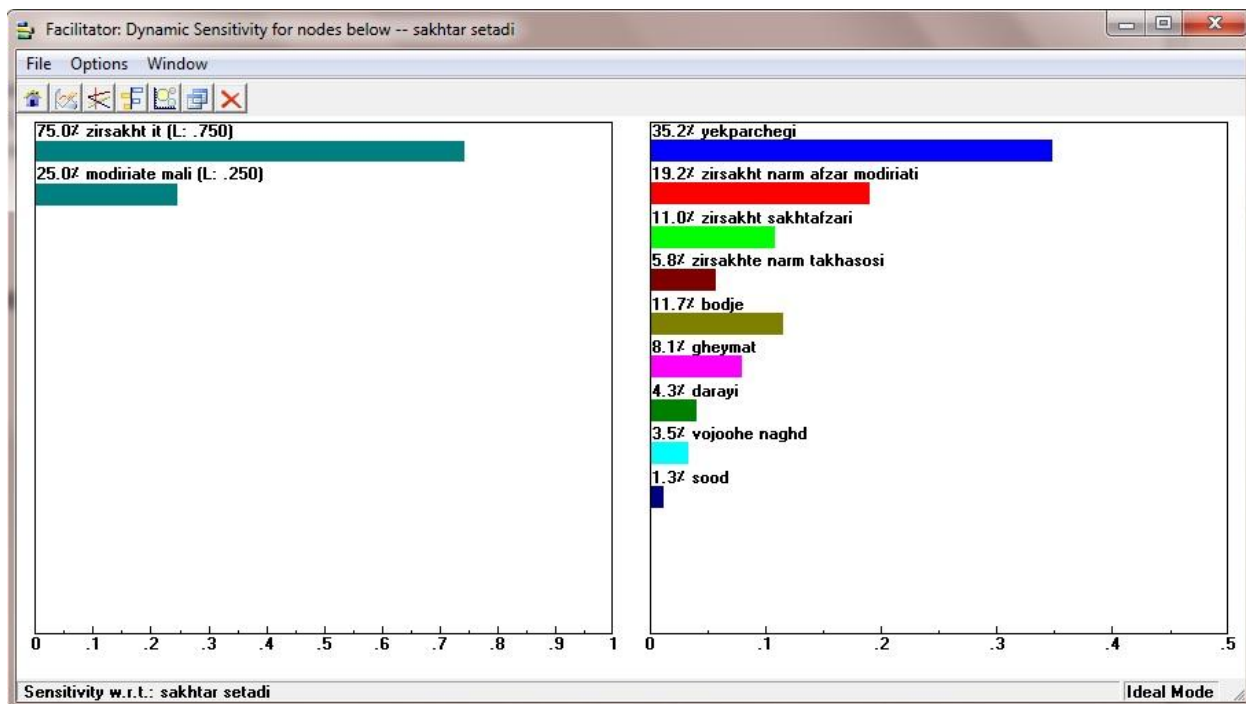 Facilitator: Dynamic Sensitivity for nodes below -- sakhtar setadi
File Options Window
75.0% zirsakht it (L: .750)
25.0% modiriate mali (L: .250)
0 .1 .2 .3 .4 .5 .6 .7 .8 .9 1
35.2% yekparchegi
19.2% zirsakht narm afzar modiriati
11.0% zirsakht sakhtafzari
5.8% zirsakhte narm takhasosi
11.7% bodje
8.1% gheymat
4.3% darayi
3.5% vojoohe naghd
1.3% sood
0 .1 .2 .3 .4 .5
Sensitivity w.r.t.: sakhtar setadi
Ideal Mode